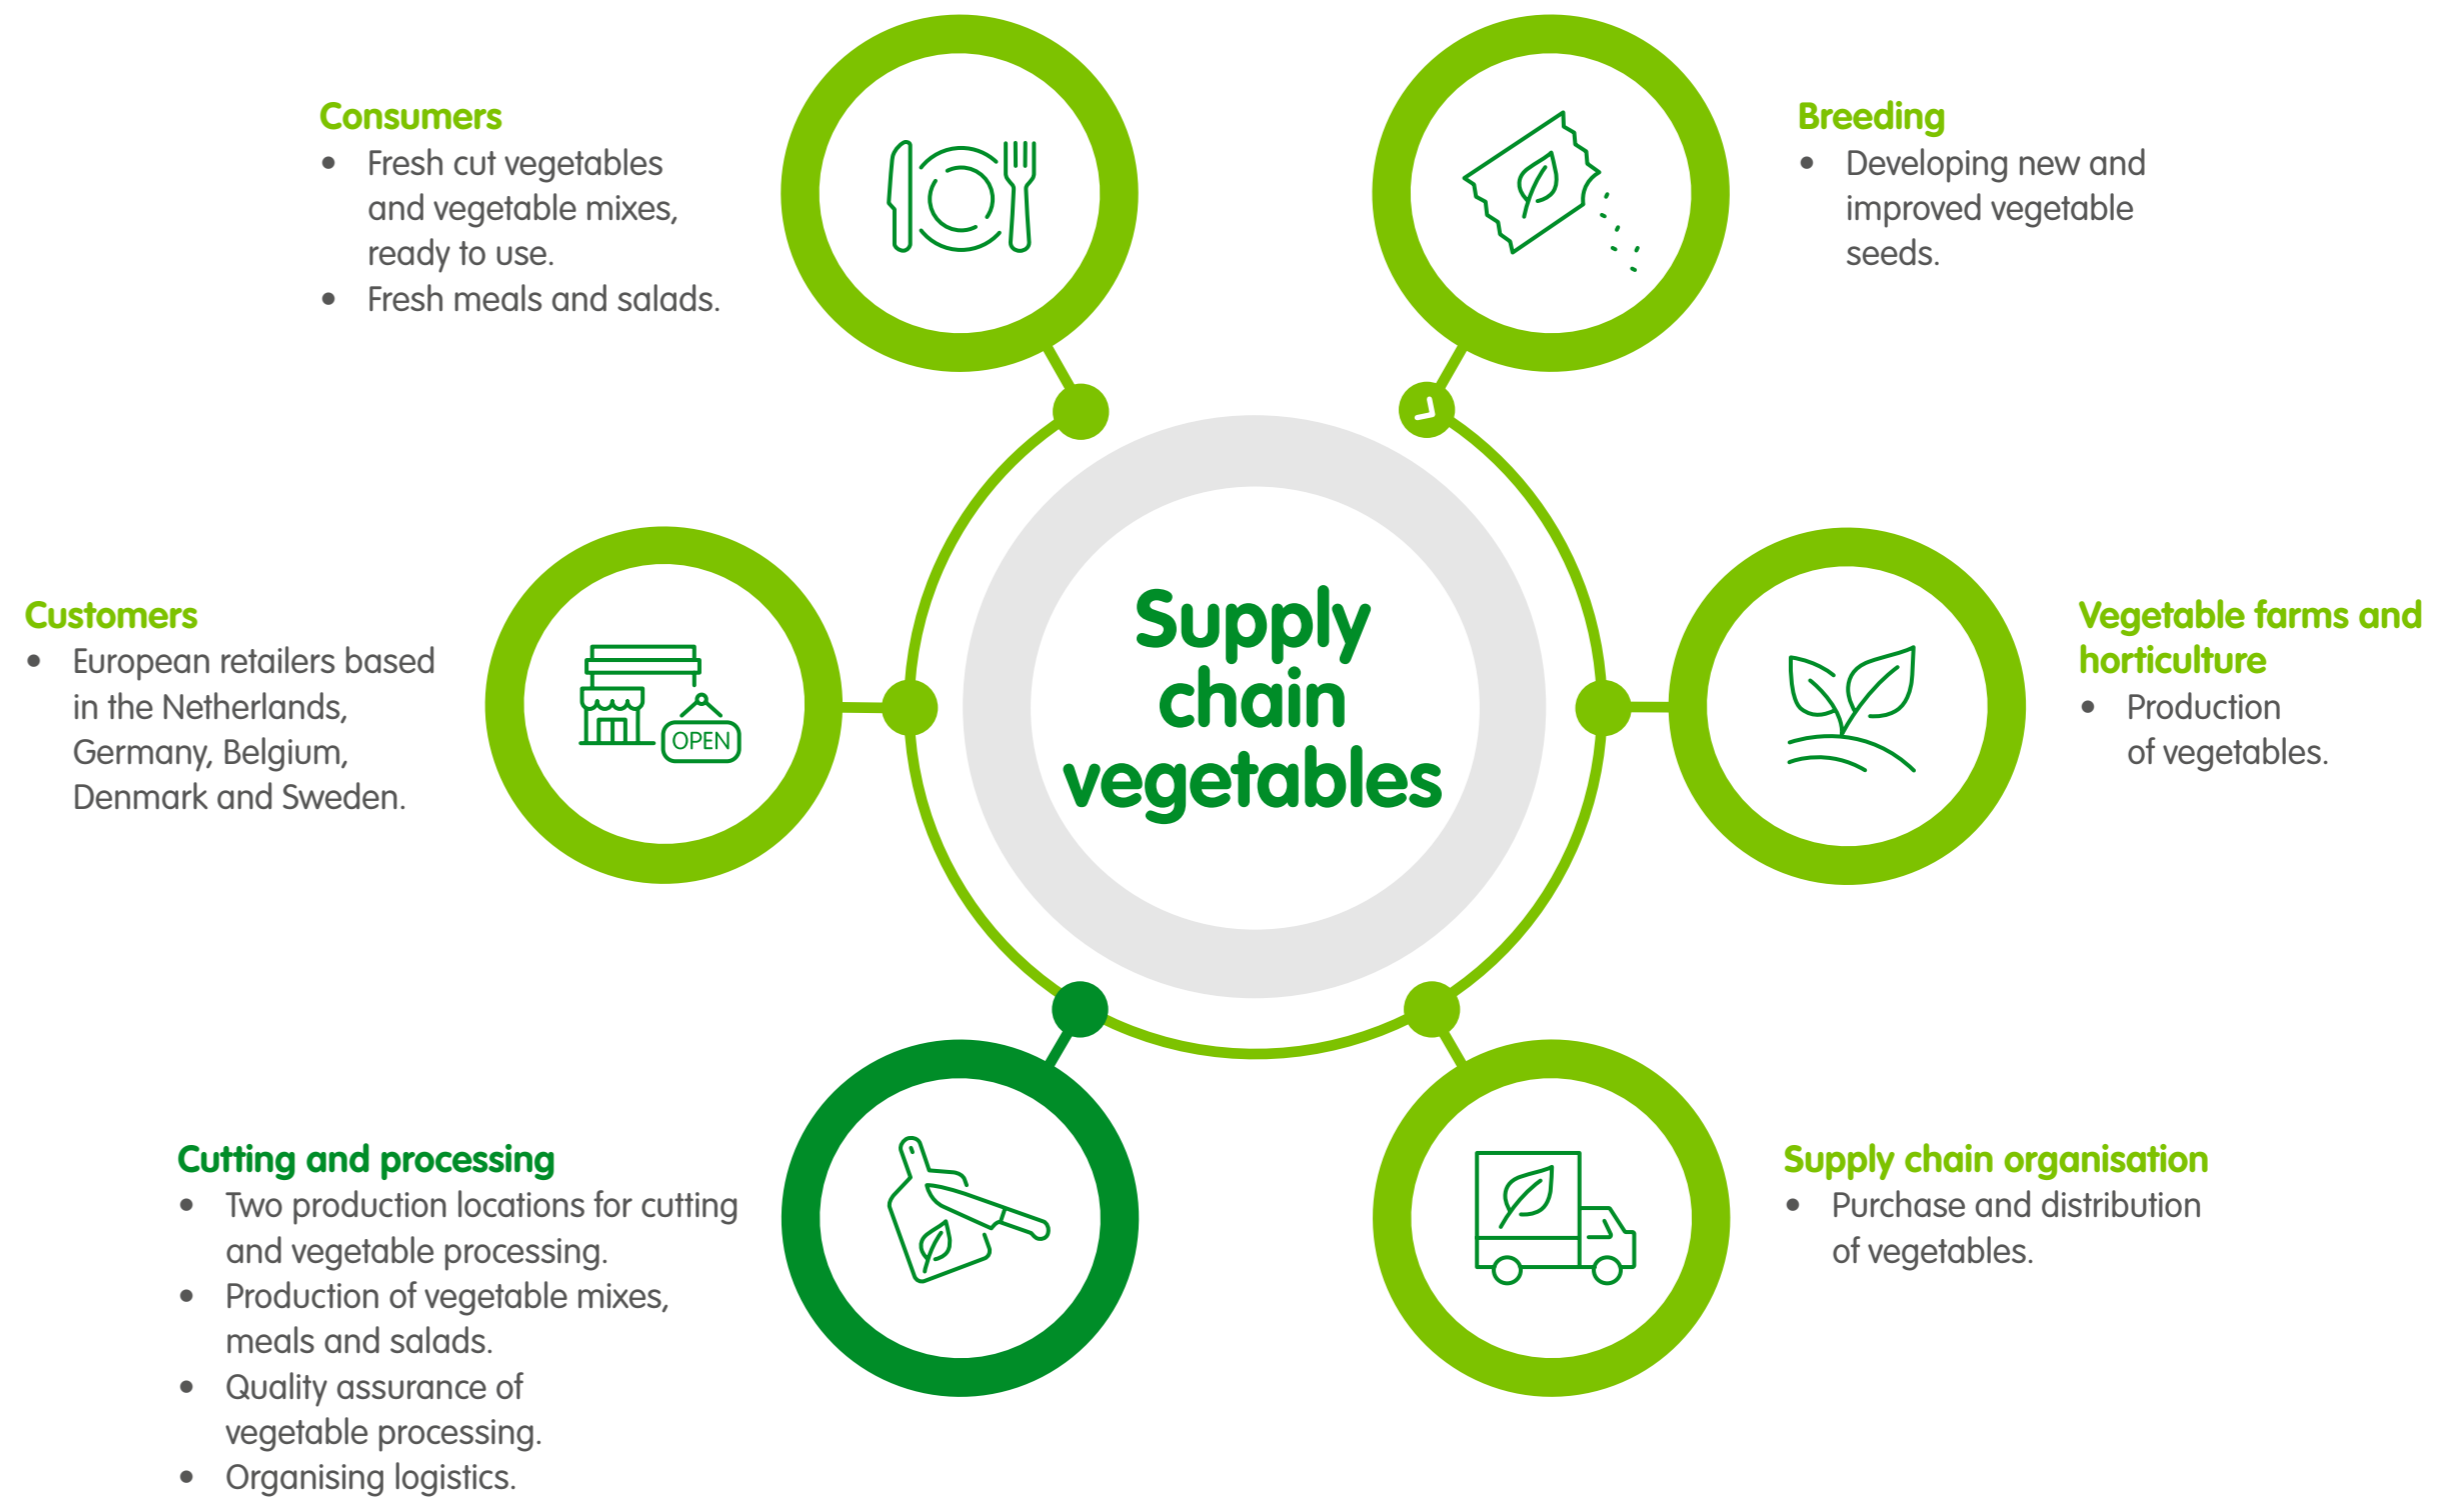 Supply
chain
vegetables
Breeding
• Developing new and
improved vegetable
seeds.
Vegetable farms and
horticulture
• Production
of vegetables.
Supply chain organisation
• Purchase and distribution
of vegetables.
Cutting and processing
• Two production locations for cutting
and vegetable processing.
• Production of vegetable mixes,
meals and salads.
• Quality assurance of
vegetable processing.
• Organising logistics.
Customers
• European retailers based
in the Netherlands,
Germany, Belgium,
Denmark and Sweden.
OPEN
Consumers
• Fresh cut vegetables
and vegetable mixes,
ready to use.
• Fresh meals and salads.